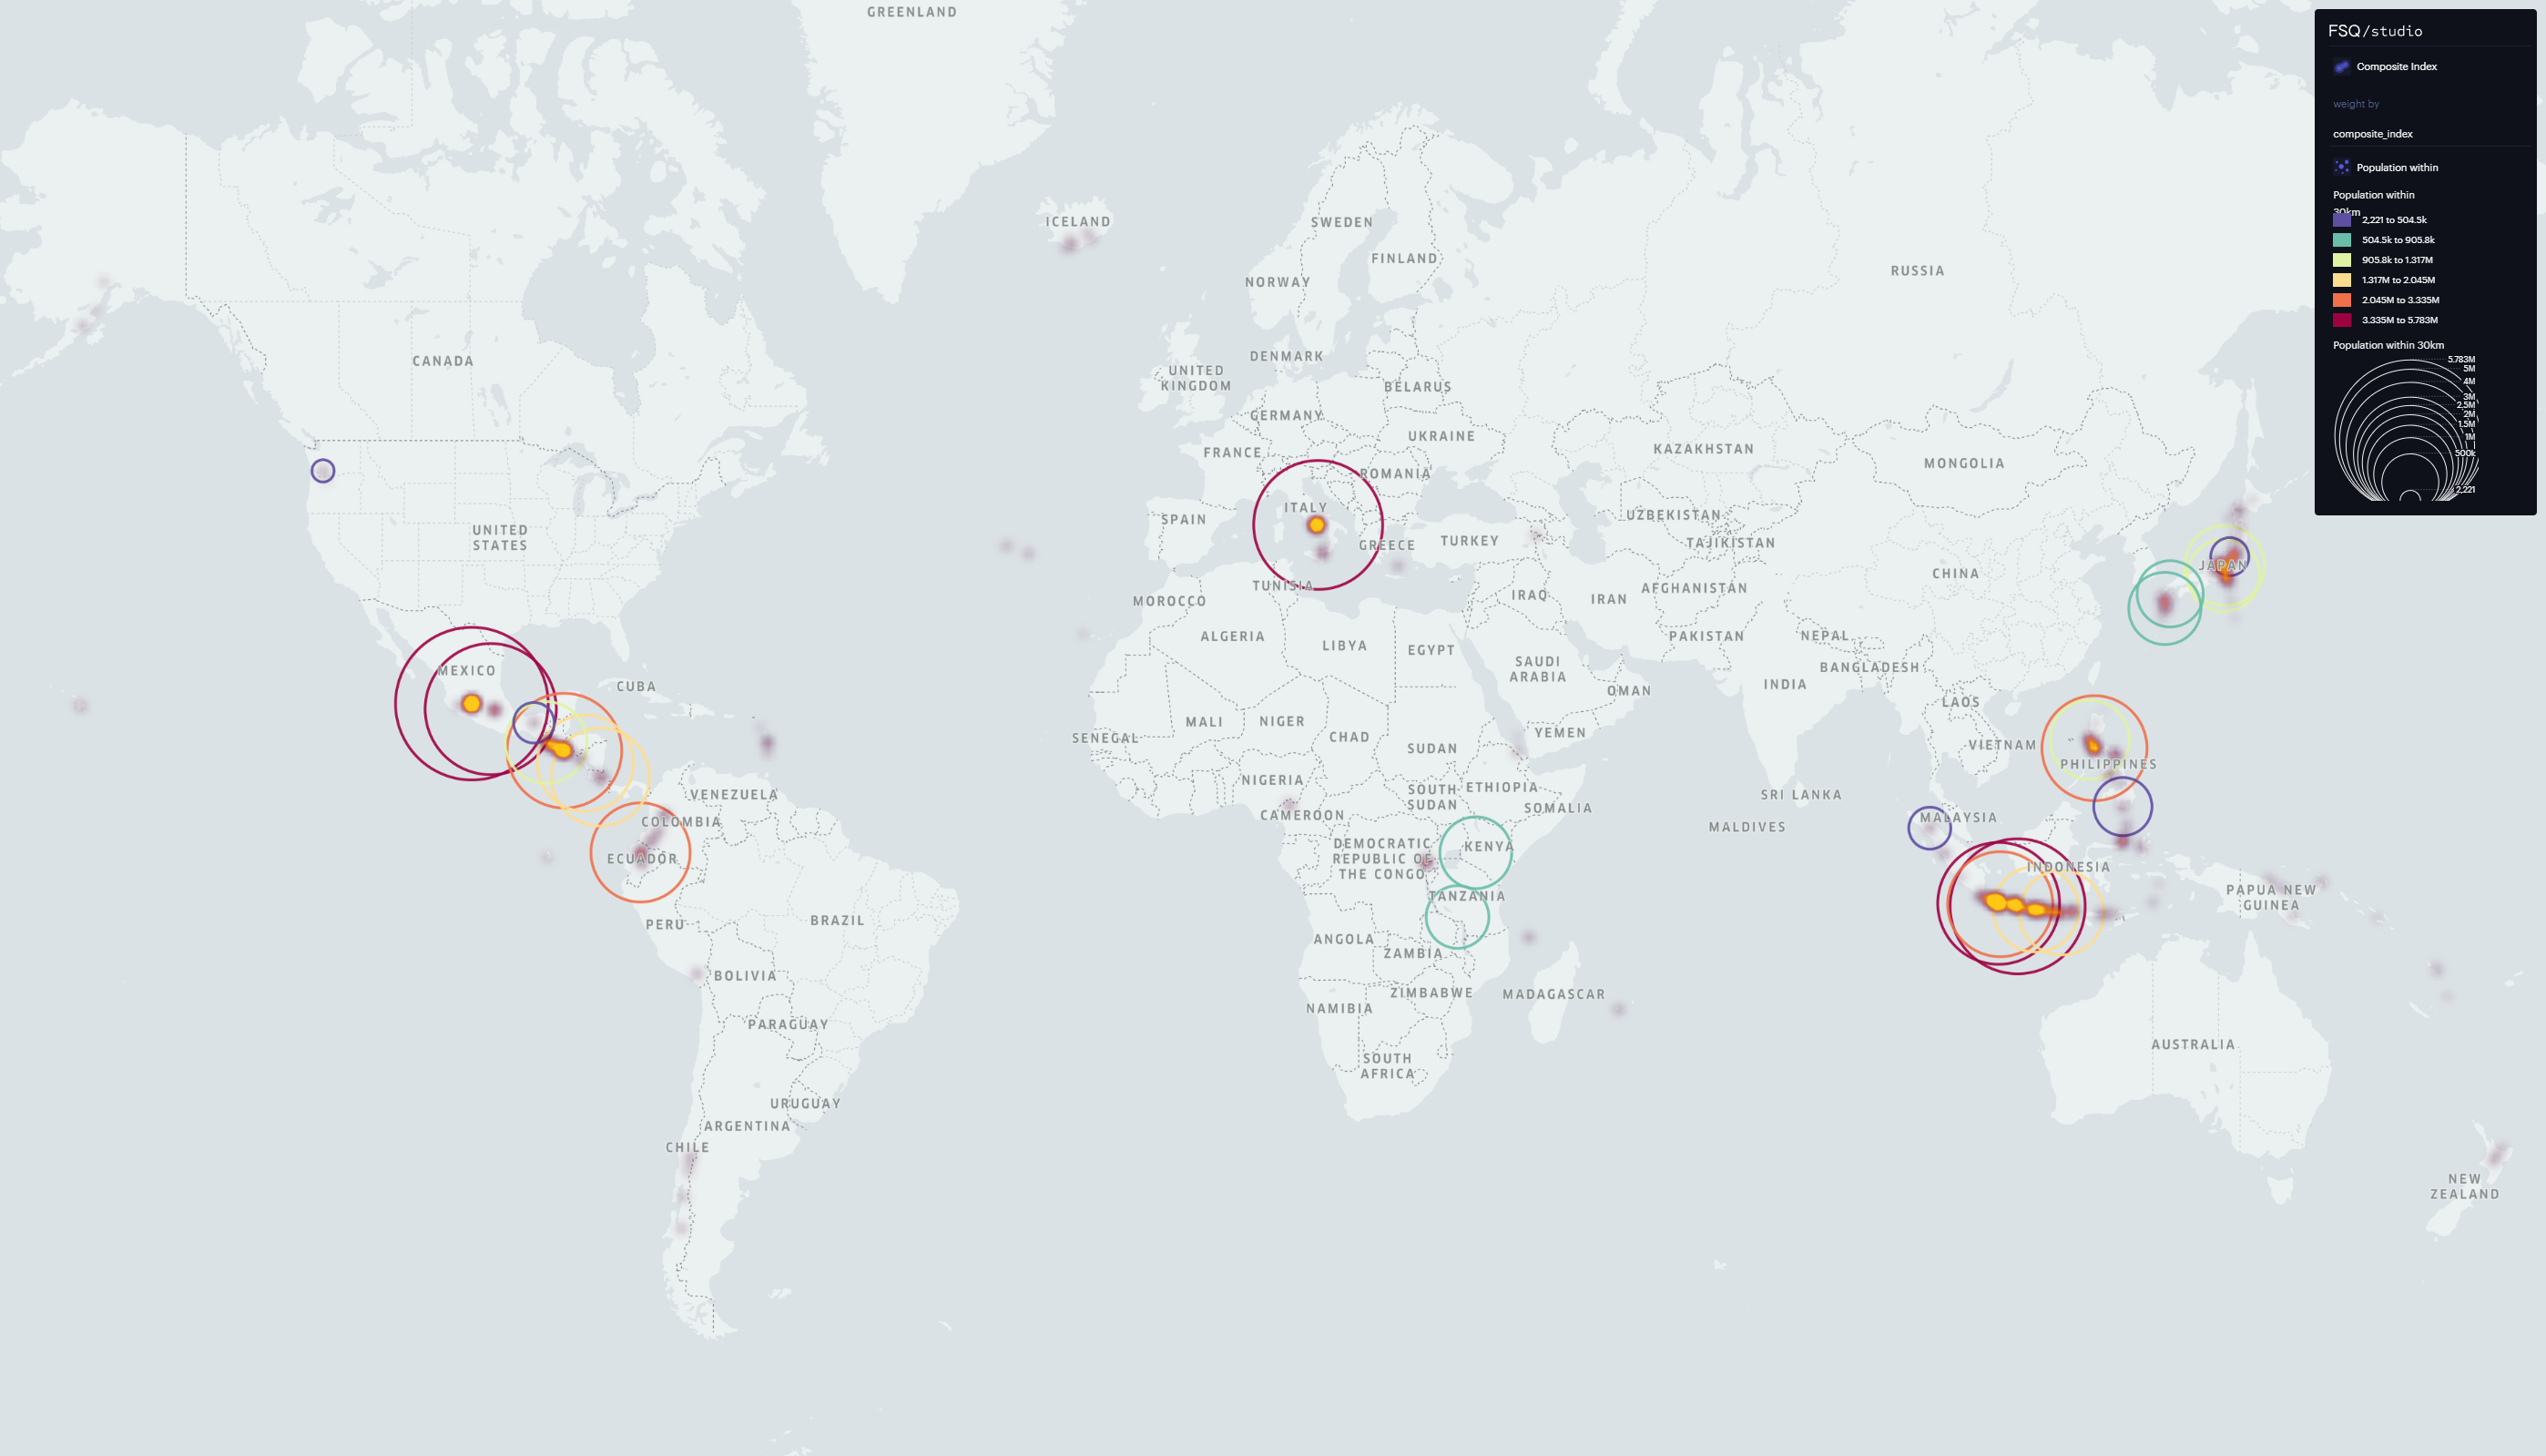 GREENLAND
FSQ/studio
Composite Index
weight by
composite_index
Population within
Population within
30km
2,221 to 504.5k
504.5k to 905.8k
905.8k to 1.317M
1.317M to 2.045M
2.045M to 3.335M
3.335M to 5.783M
Population within 30km
5.783M
5M
4M
3M
2.5M
2M
1.5M
1M
500k
2,221
ICELAND
SWEDEN
FINLAND
NORWAY
RUSSIA
CANADA
DENMARK
UNITED
KINGDOM
BELARUS
GERMANY
UKRAINE
FRANCE
KAZAKHSTAN
MONGOLIA
ROMANIA
ITALY
SPAIN
UZBEKISTAN
UNITED
STATES
GREECE
TURKEY
TAJIKISTAN
JAPAN
CHINA
TUNISIA
AFGHANISTAN
IRAQ
IRAN
MOROCCO
ALGERIA
LIBYA
EGYPT
PAKISTAN
NEPAL
SAUDI
ARABIA
BANGLADESH
MEXICO
CUBA
OMAN
INDIA
LAOS
MALI
NIGER
CHAD
SENEGAL
SUDAN
YEMEN
VIETNAM
PHILIPPINES
NIGERIA
ETHIOPIA
SOUTH
SUDAN
VENEZUELA
SRI LANKA
SOMALIA
CAMEROON
COLOMBIA
MALDIVES
MALAYSIA
DEMOCRATIC
REPUBLIC OF
THE CONGO
KENYA
ECUADOR
INDONESIA
TANZANIA
PAPUA NEW
GUINEA
PERU
BRAZIL
ANGOLA
ZAMBIA
BOLIVIA
ZIMBABWE
MADAGASCAR
NAMIBIA
PARAGUAY
AUSTRALIA
SOUTH
AFRICA
URUGUAY
ARGENTINA
CHILE
NEW
ZEALAND